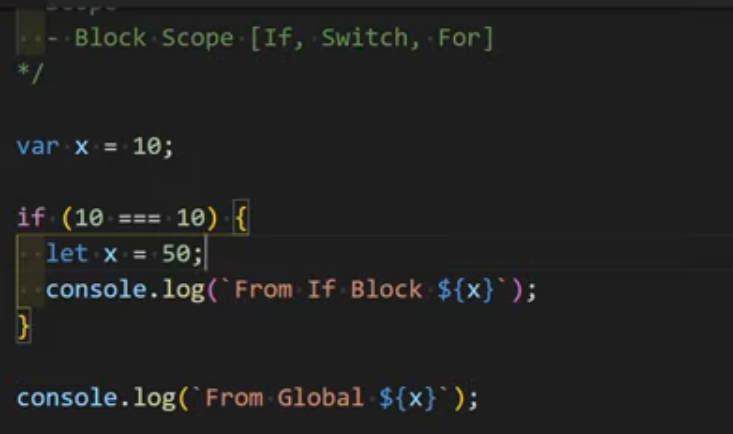 - Block Scope [If, Switch, For]
*/
var x = 10;
if (10 === 10) {
let x = 50;
console.log(`From If Block ${x}`);
}
console.log(`From Global ${x}`);